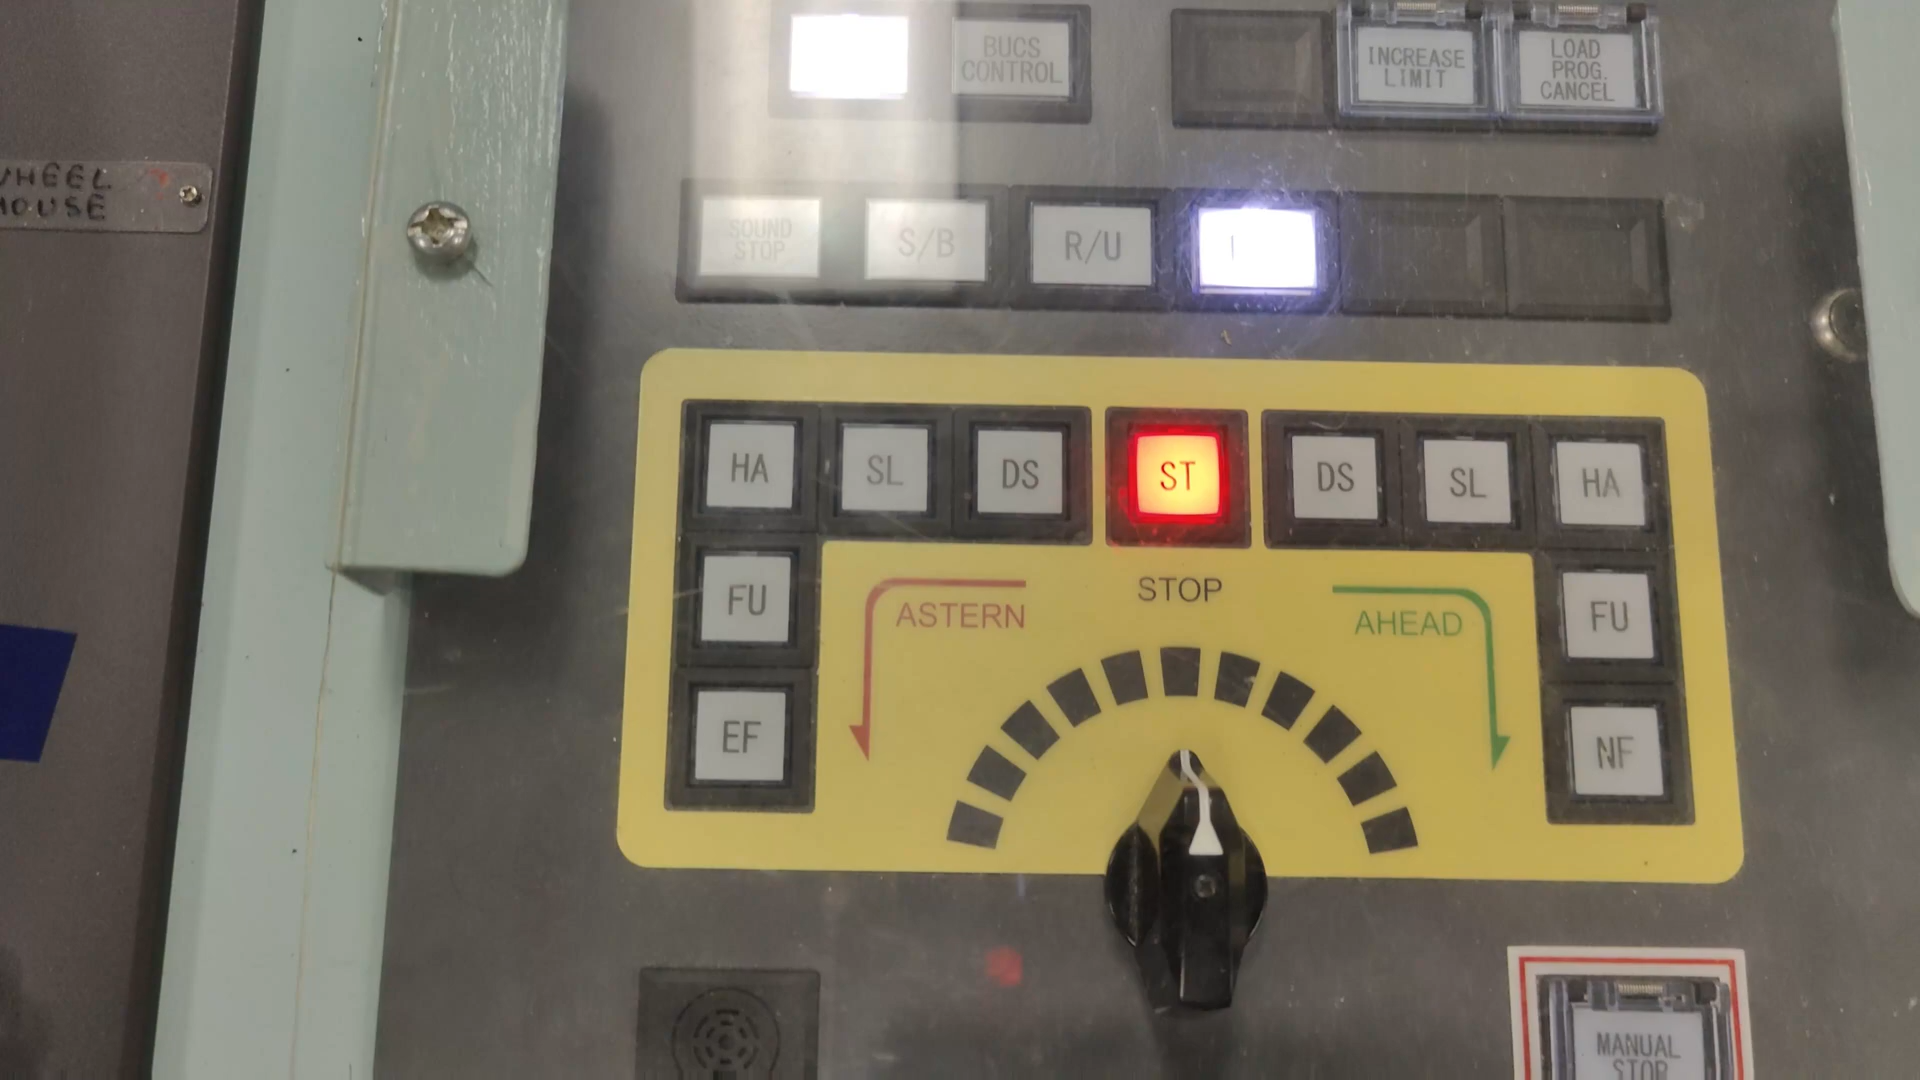 BUCS
CONTROL
INCREASE
LIMIT
LOAD
PROG.
CANCEL
HOUSE
SOUND
STOP
S/B
R/U
HA
SL
DS
ST
DS
SL
HA
FU
ASTERN
STOP
AHEAD
FU
EF
NF
MANUAL
STOP